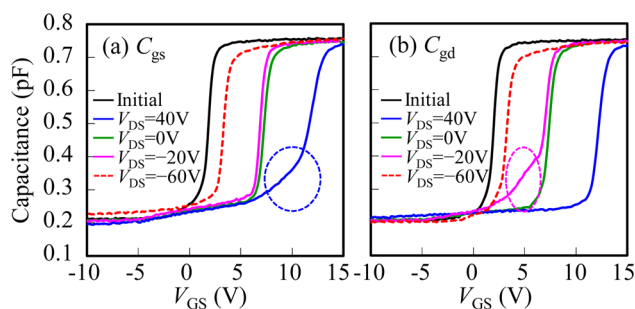 0.8
0.7
0.6
0.5
0.4
0.3
0.2
0.1
Capacitance (pF)
(a) Cgs
Initial
VDS=40V
VDS=0V
VDS=−20V
VDS=−60V
-10 -5 0 5 10 15
VGS (V)
(b) Cgd
Initial
VDS=40V
VDS=0V
VDS=−20V
VDS=−60V
-10 -5 0 5 10 15
VGS (V)